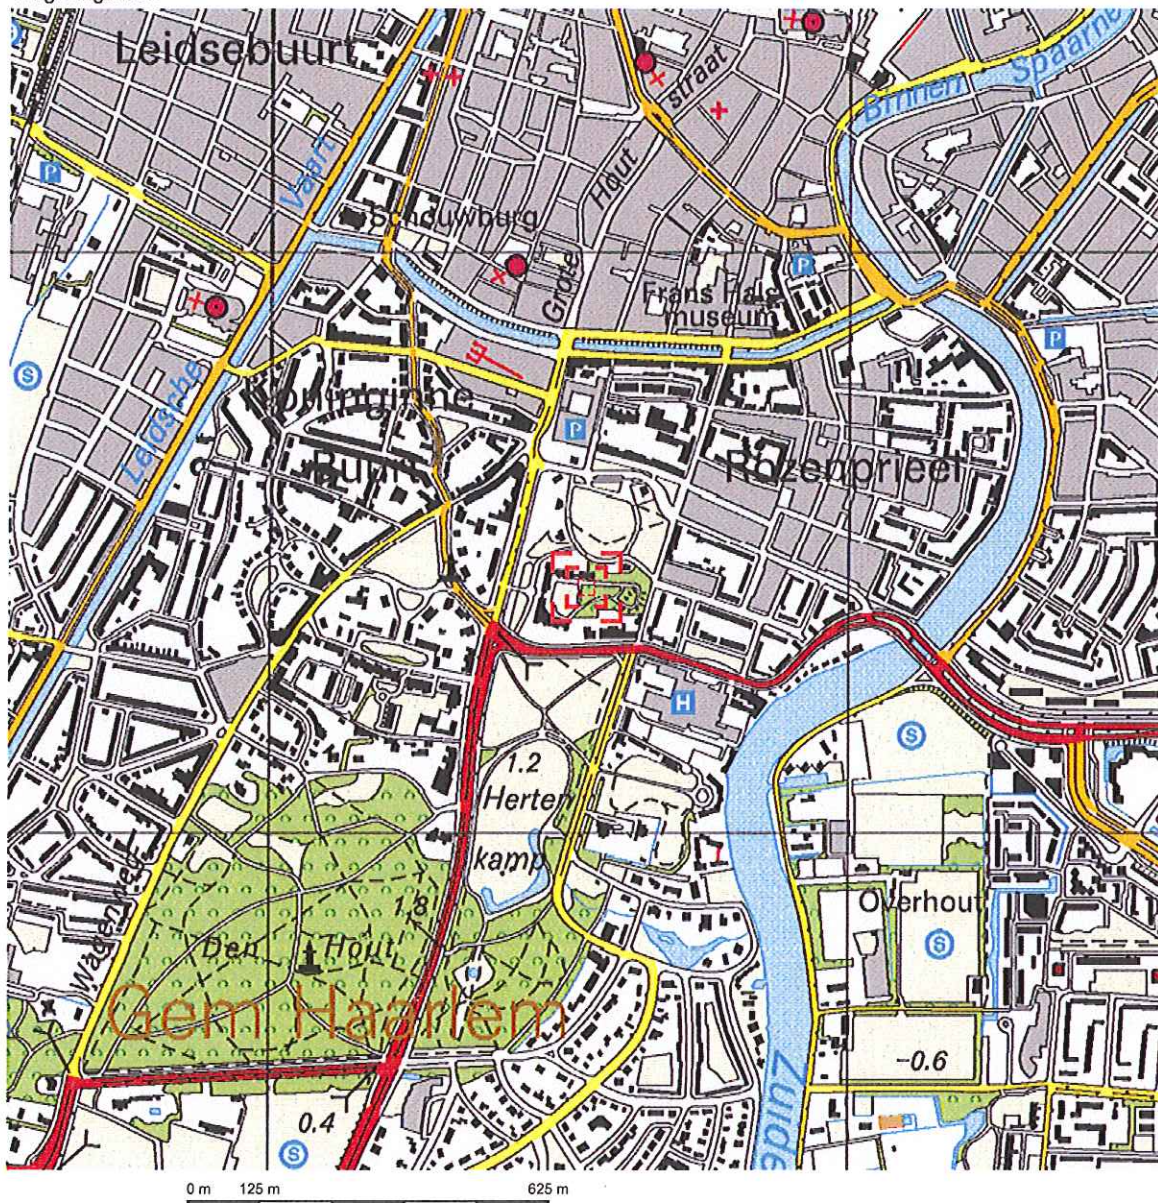 Leidsebuurt
straat
Binnen Spaarne
P
Vaart
Hout
Schouwburg
Grote
P
Frans Hals
museum
P
S
Leidsche
Koninginne
Buurt
P
Rozenprieel
H
S
1.2
Herten
kamp
Wagenweg
1.8
Overhout
Den Hout
S
Gem Haarlem
-0.6
Zuide
0.4
S
0 m 125 m 625 m